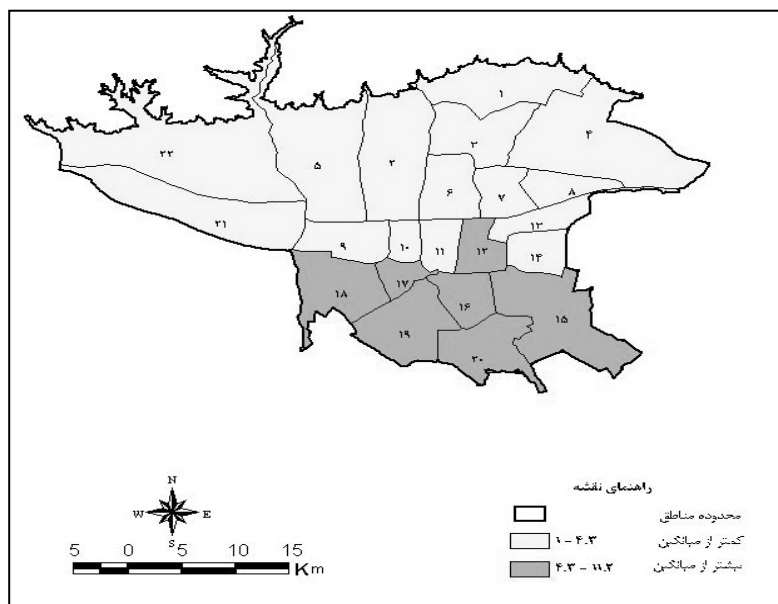 ۱
۴
۳
۲۲
۵
۲
۶
۷
۸
۲۱
۱۳
۹
۱۰
۱۱
۱۲
۱۴
۱۸
۱۷
۱۶
۱۵
۱۹
۲۰
راهنمای نقشه
محدوده مناطق
۱ - ۴.۳ کمتر از میانگین
۴.۳ - ۱۱.۲ بیشتر از میانگین
N
W E
S
5 0 5 10 15
Km